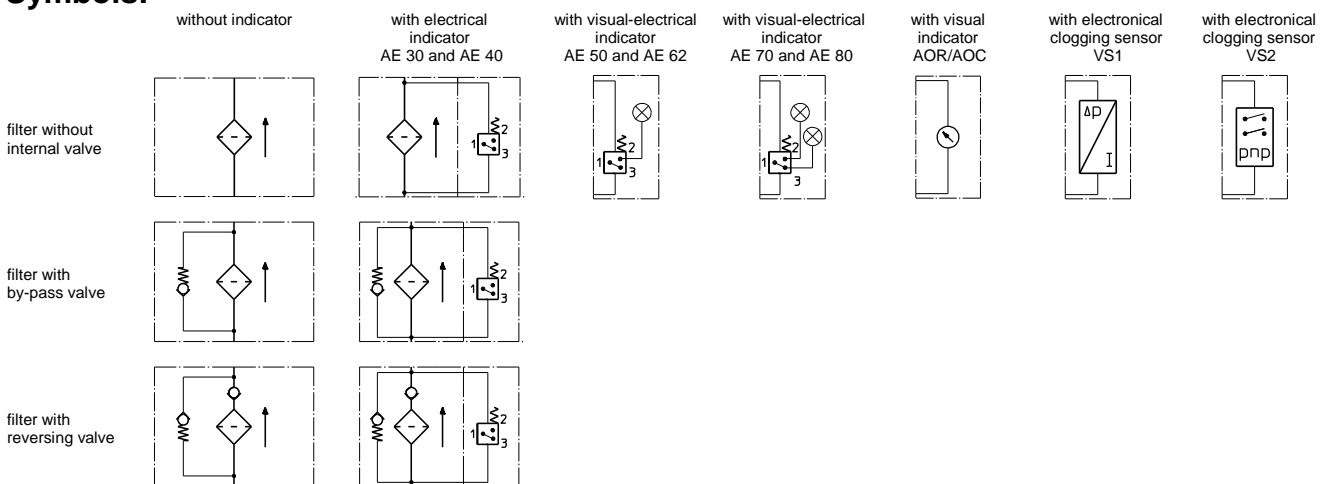 Symbols:
without indicator
with electrical
indicator
AE 30 and AE 40
with visual-electrical
indicator
AE 50 and AE 62
with visual-electrical
indicator
AE 70 and AE 80
with visual
indicator
AOR/AOC
with electronical
clogging sensor
VS1
with electronical
clogging sensor
VS2
filter without
internal valve
1 2 3
1 2 3
1 2 3
Δp
I
pnp
filter with
by-pass valve
1 2 3
filter with
reversing valve
1 2 3